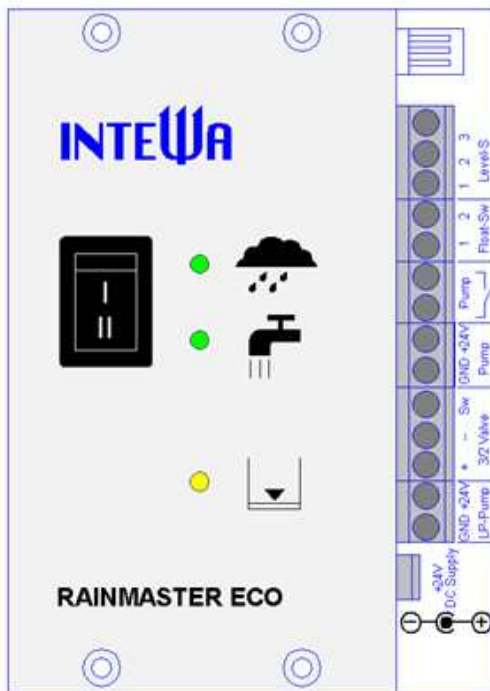 INTEWA
I
II
RAINMASTER ECO
1 2 3
Level-S
1 2
Float-Sw
Pump
GND +24V
Pump
+ – Sw
3/2 Valve
GND +24V
LP-Pump
+24V
DC Supply
– +